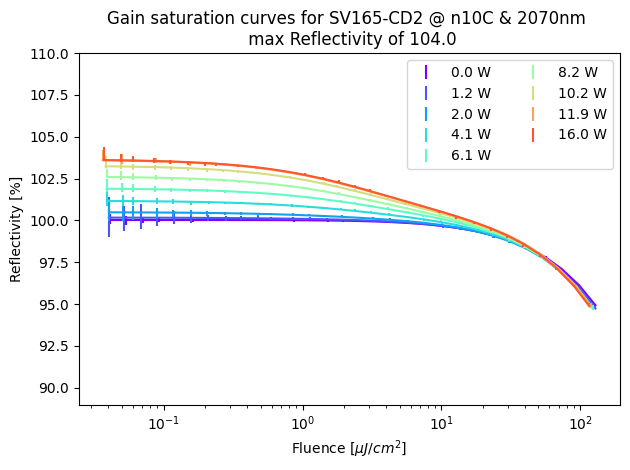 Gain saturation curves for SV165-CD2 @ n10C & 2070nm
max Reflectivity of 104.0
110.0
107.5
105.0
102.5
100.0
97.5
95.0
92.5
90.0
Reflectivity [%]
0.0 W
1.2 W
2.0 W
4.1 W
6.1 W
8.2 W
10.2 W
11.9 W
16.0 W
10⁻¹ 10⁰ 10¹ 10²
Fluence [μJ/cm²]